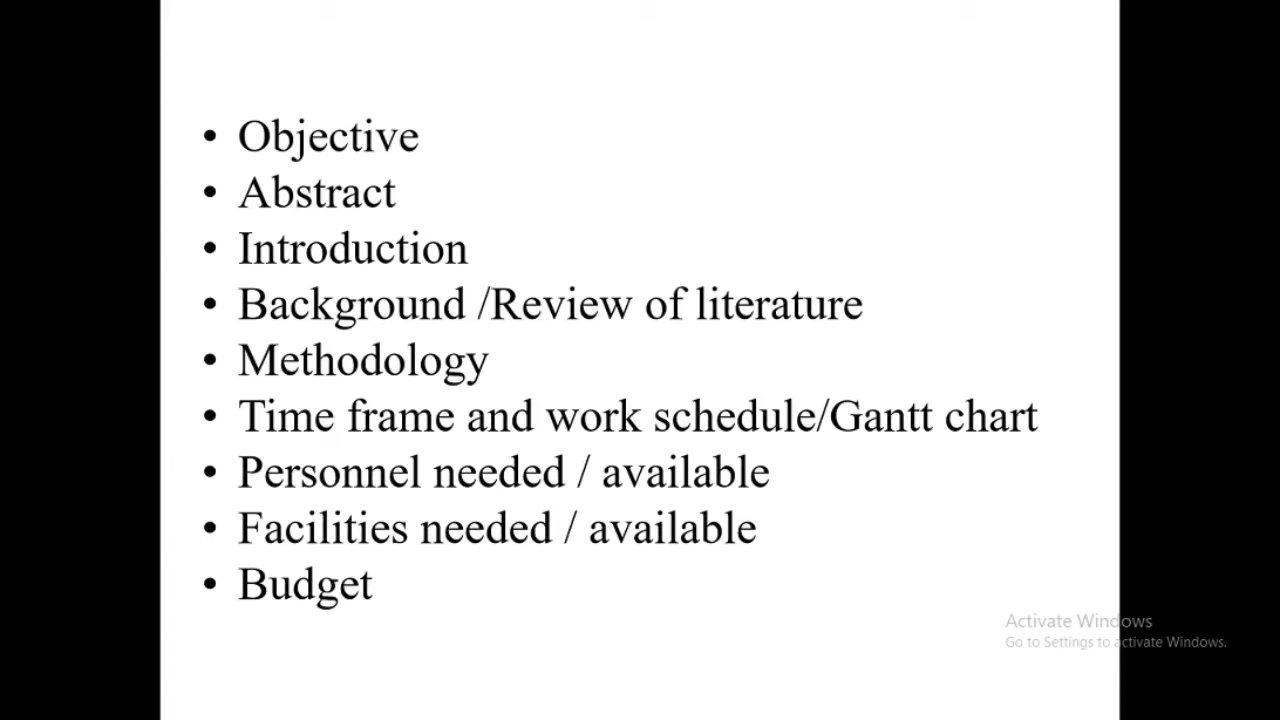 • Objective
• Abstract
• Introduction
• Background /Review of literature
• Methodology
• Time frame and work schedule/Gantt chart
• Personnel needed / available
• Facilities needed / available
• Budget
Activate Windows
Go to Settings to activate Windows.